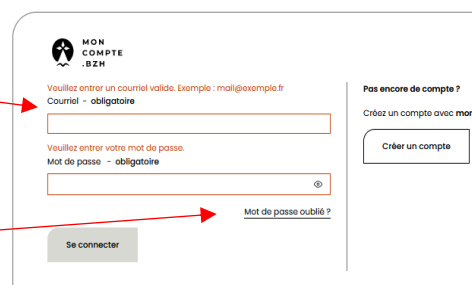 MON
COMPTE
.BZH
Veuillez entrer un courriel valide. Exemple : mail@exemple.fr
Courriel - obligatoire
Veuillez entrer votre mot de passe.
Mot de passe - obligatoire
Mot de passe oublié ?
Se connecter
Pas encore de compte ?
Créez un compte avec mon
Créer un compte